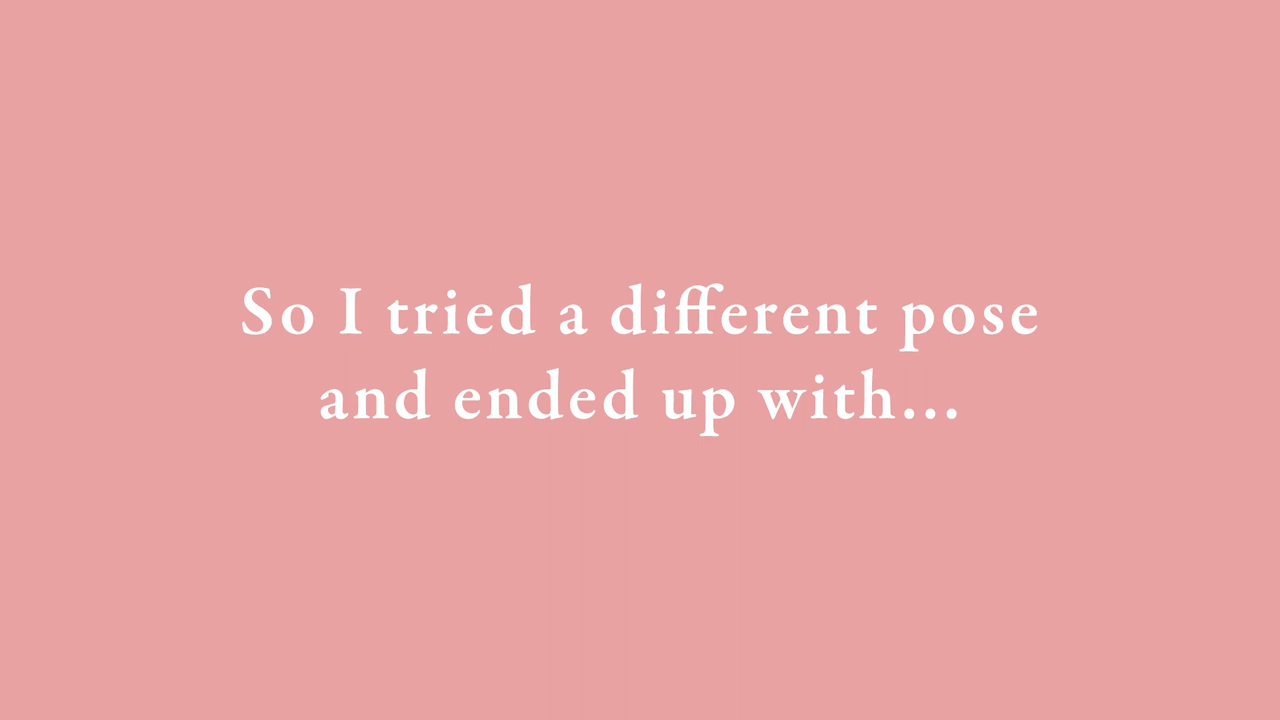 So I tried a different pose
and ended up with...